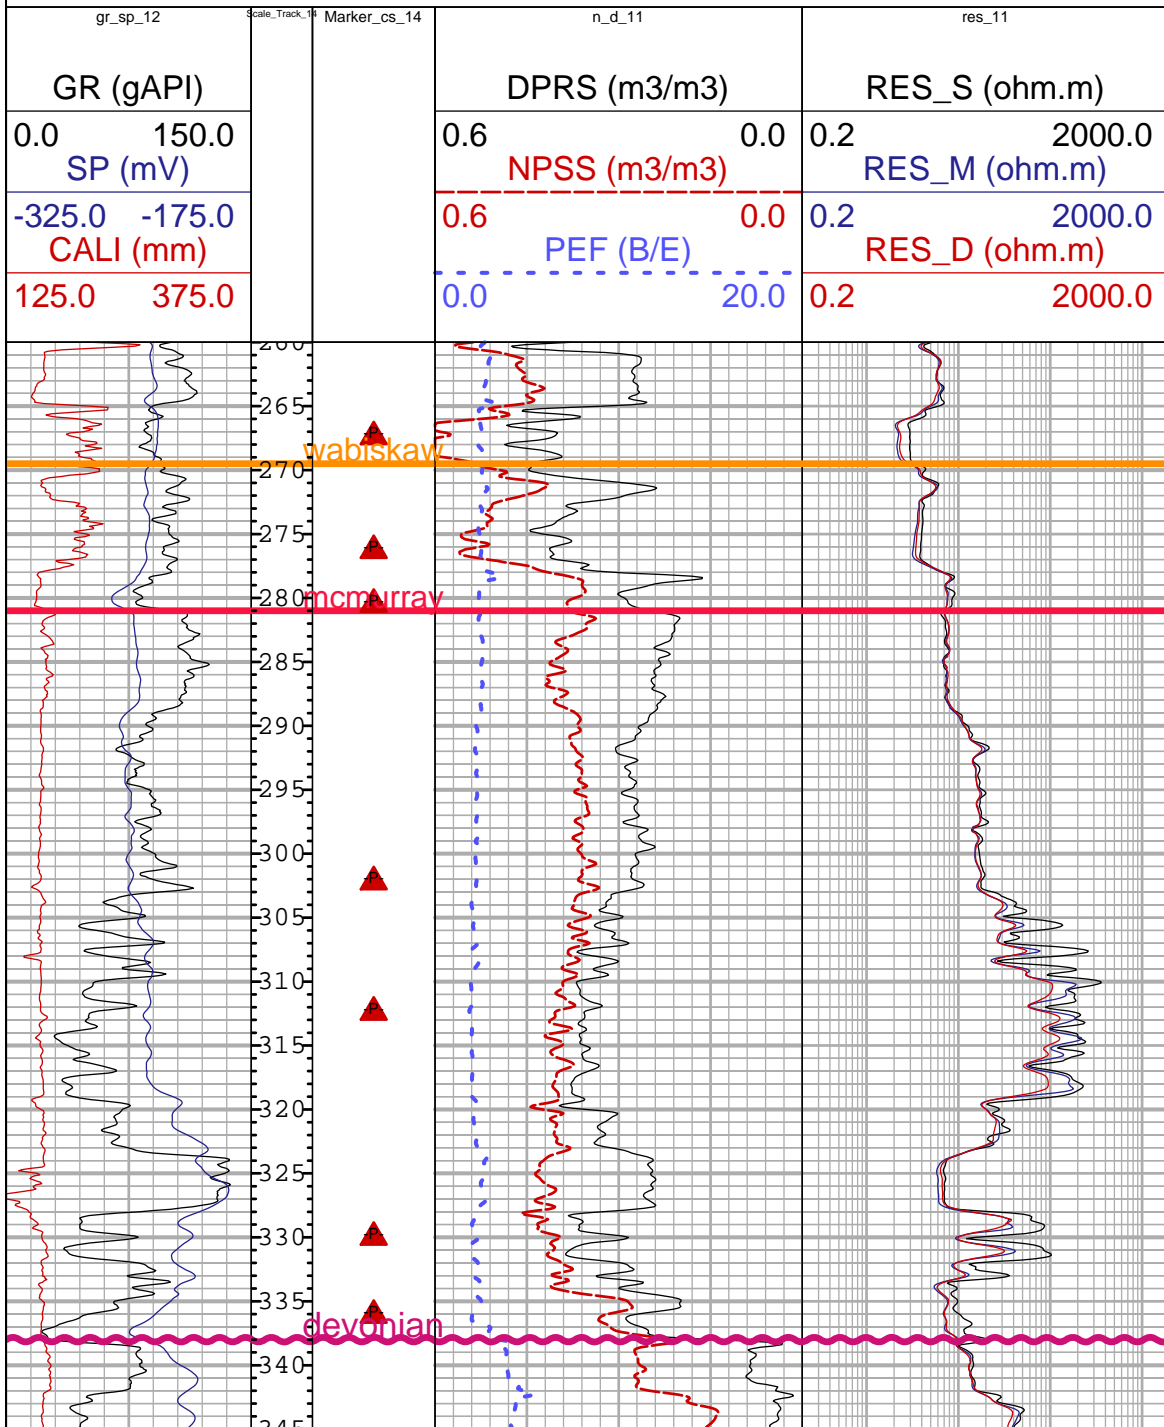 gr_sp_12 Scale_Track_14 Marker_cs_14 n_d_11 res_11
GR (gAPI) DPRS (m3/m3) RES_S (ohm.m)
0.0 150.0 0.6 0.0 0.2 2000.0
SP (mV) NPSS (m3/m3) RES_M (ohm.m)
-325.0 -175.0 0.6 0.0 0.2 2000.0
CALI (mm) PEF (B/E) RES_D (ohm.m)
125.0 375.0 0.0 20.0 0.2 2000.0
260
265
-P-
wabiskaw
270
275
-P-
280
-P-
mcmurray
285
290
295
300
-P-
305
310
-P-
315
320
325
330
-P-
335
-P-
devonian
340
345